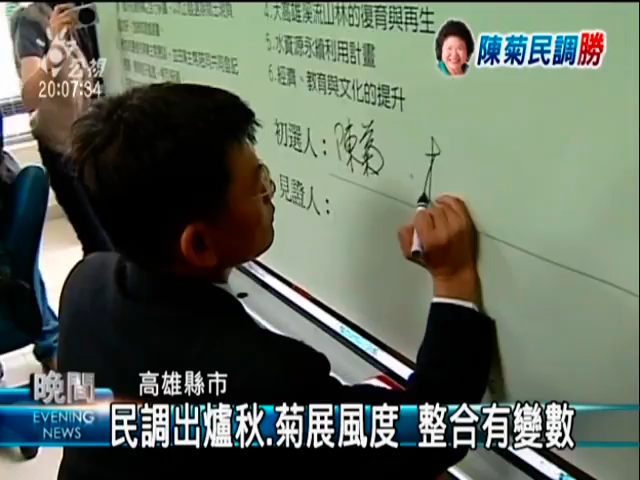 4.大高雄溪流山林的復育與再生
5.水資源永續利用計畫
6.經濟、教育與文化的提升
初選人：陳菊
見證人：
公視
20:07:34
陳菊民調勝
晚間
EVENING
NEWS
高雄縣市
民調出爐秋.菊展風度 整合有變數